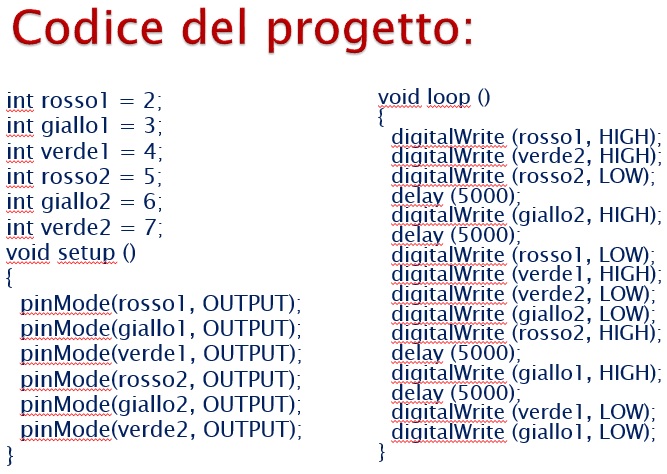 Codice del progetto:
int rosso1 = 2;
int giallo1 = 3;
int verde1 = 4;
int rosso2 = 5;
int giallo2 = 6;
int verde2 = 7;
void setup ()
{
pinMode(rosso1, OUTPUT);
pinMode(giallo1, OUTPUT);
pinMode(verde1, OUTPUT);
pinMode(rosso2, OUTPUT);
pinMode(giallo2, OUTPUT);
pinMode(verde2, OUTPUT);
}
void loop ()
{
digitalWrite (rosso1, HIGH);
digitalWrite (verde2, HIGH);
digitalWrite (rosso2, LOW);
delay (5000);
digitalWrite (giallo2, HIGH);
delay (5000);
digitalWrite (rosso1, LOW);
digitalWrite (verde1, HIGH);
digitalWrite (verde2, LOW);
digitalWrite (giallo2, LOW);
digitalWrite (rosso2, HIGH);
delay (5000);
digitalWrite (giallo1, HIGH);
delay (5000);
digitalWrite (verde1, LOW);
digitalWrite (giallo1, LOW);
}